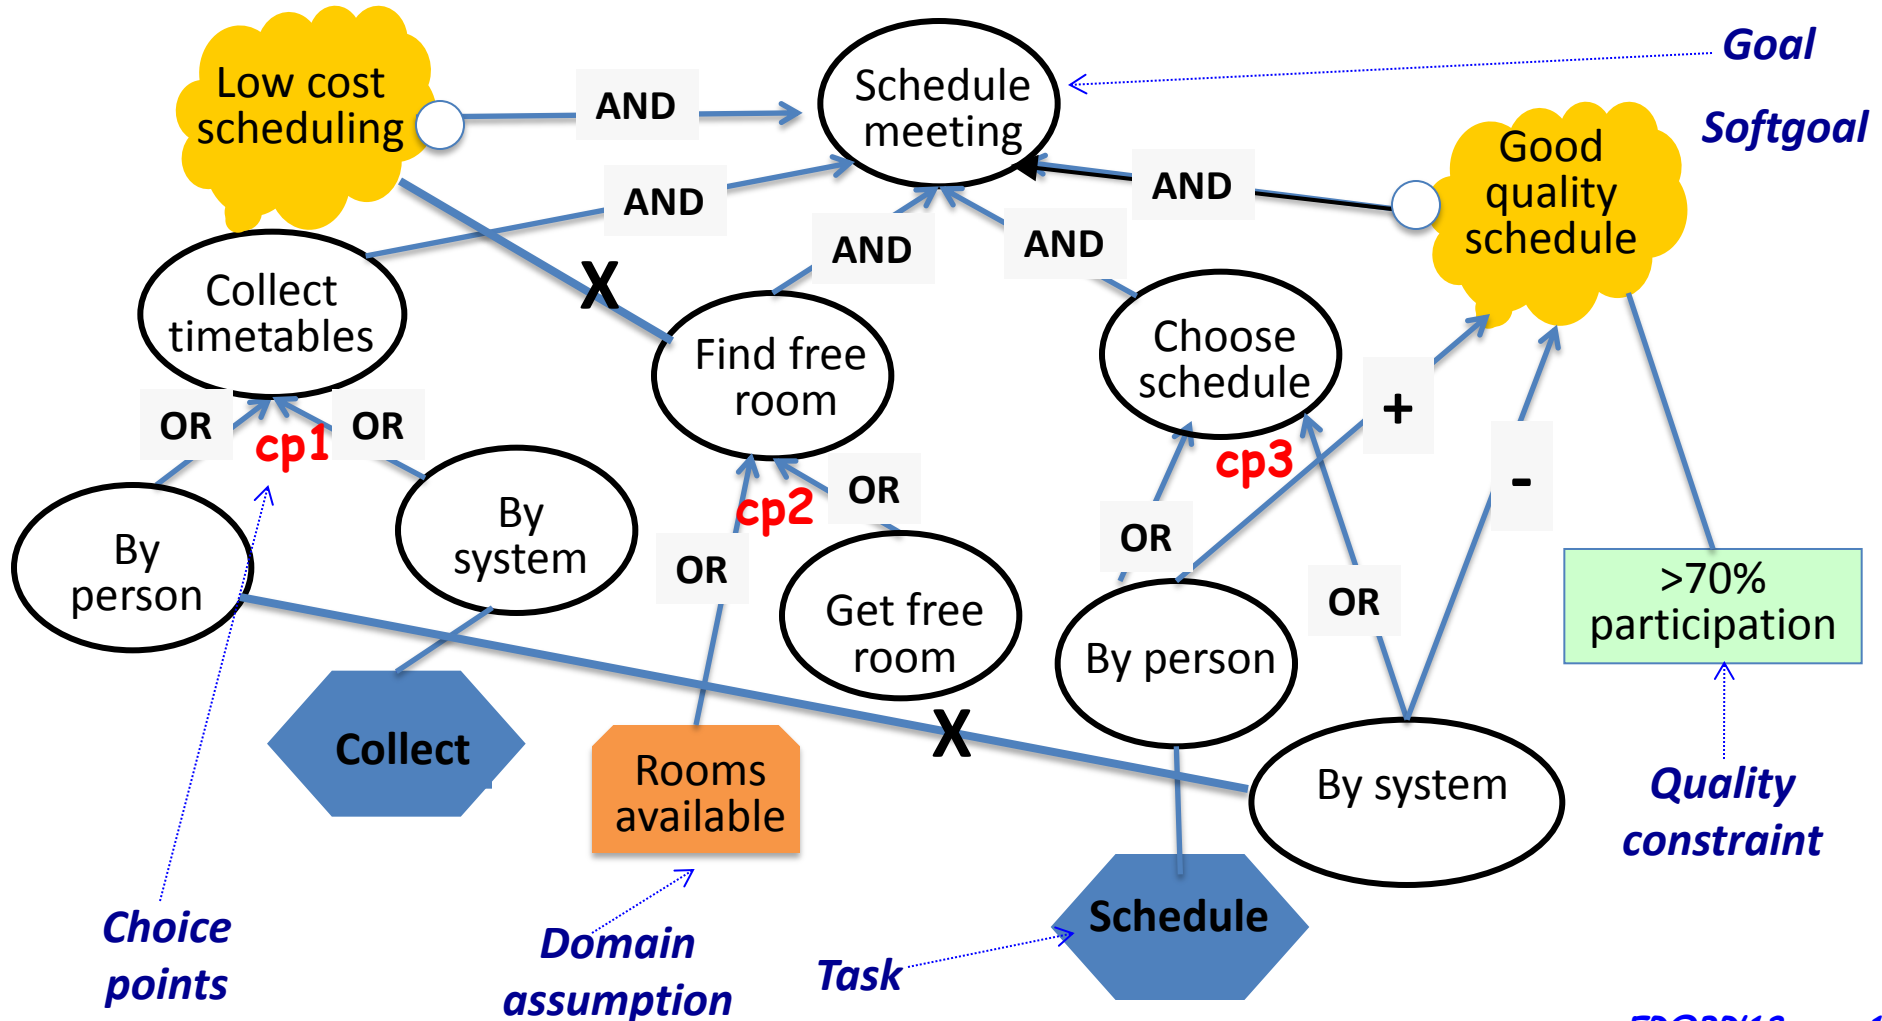 Low cost
scheduling
AND
Schedule
meeting
Goal
Softgoal
Good
quality
schedule
AND
AND
AND
AND
Collect
timetables
X
Find free
room
Choose
schedule
+
-
OR
cp1
OR
cp2
OR
cp3
OR
OR
OR
By
person
By
system
Get free
room
By person
By system
>70%
participation
X
Collect
Rooms
available
Schedule
Quality
constraint
Choice
points
Domain
assumption
Task